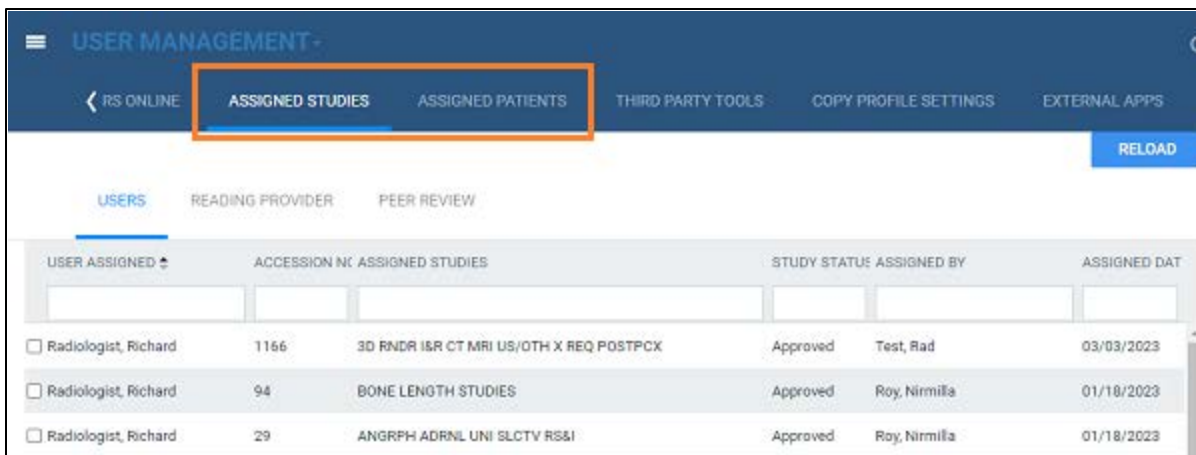 USER MANAGEMENT
RS ONLINE ASSIGNED STUDIES ASSIGNED PATIENTS THIRD PARTY TOOLS COPY PROFILE SETTINGS EXTERNAL APPS
RELOAD
USERS READING PROVIDER PEER REVIEW
USER ASSIGNED ACCESSION NC ASSIGNED STUDIES STUDY STATUS ASSIGNED BY ASSIGNED DAT
Radiologist, Richard 1166 3D RNDR I&R CT MRI US/OTH X REQ POSTPCX Approved Test, Rad 03/03/2023
Radiologist, Richard 94 BONE LENGTH STUDIES Approved Roy, Nirmilla 01/18/2023
Radiologist, Richard 29 ANGRPH ADRNL UNI SLCTV RS&I Approved Roy, Nirmilla 01/18/2023